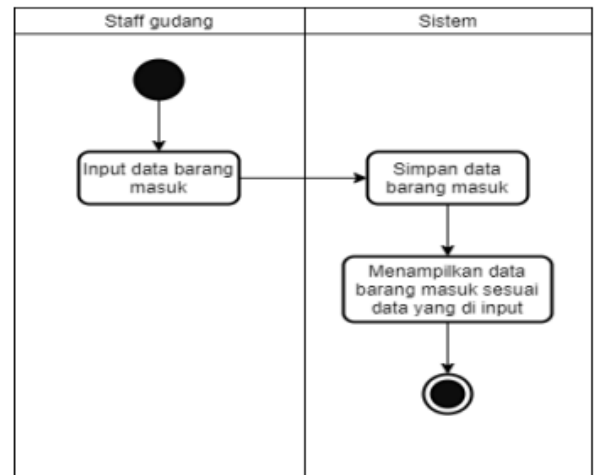 Staff gudang
Sistem
Input data barang
masuk
Simpan data
barang masuk
Menampilkan data
barang masuk sesuai
data yang di input